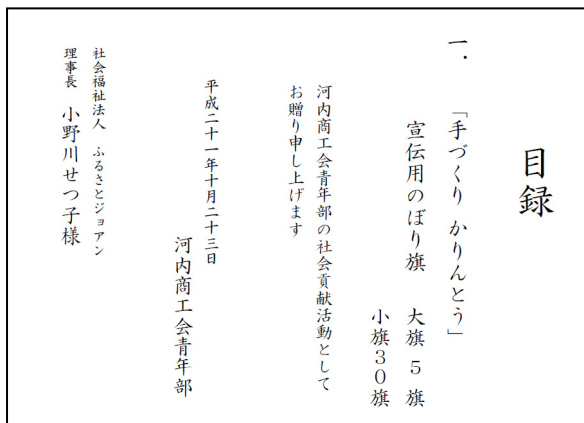 目録
一．　「手づくり　かりんとう」
宣伝用のぼり旗　大旗　５　旗
小旗３０旗
河内商工会青年部の社会貢献活動として
お贈り申し上げます
平成二十一年十月二十三日
河内商工会青年部
社会福祉法人　ふるさとジョアン
理事長　小野川せつ子様